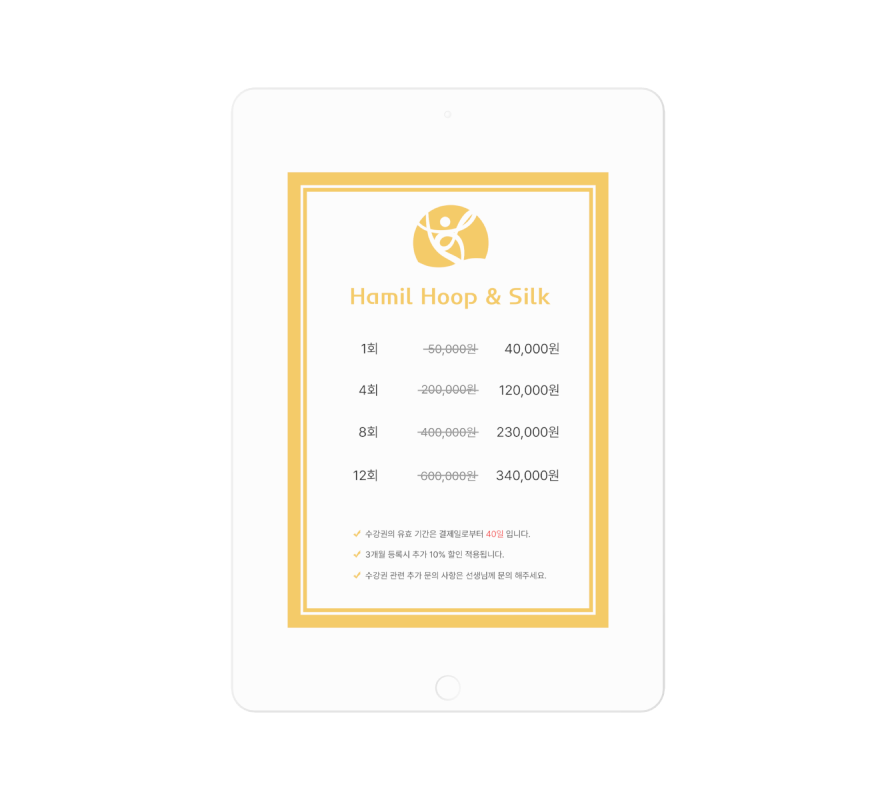 Hamil Hoop & Silk
1회 50,000원 40,000원
4회 200,000원 120,000원
8회 400,000원 230,000원
12회 600,000원 340,000원
수강권의 유효 기간은 결제일로부터 40일 입니다.
3개월 등록시 추가 10% 할인 적용됩니다.
수강권 관련 추가 문의 사항은 선생님께 문의 해주세요.